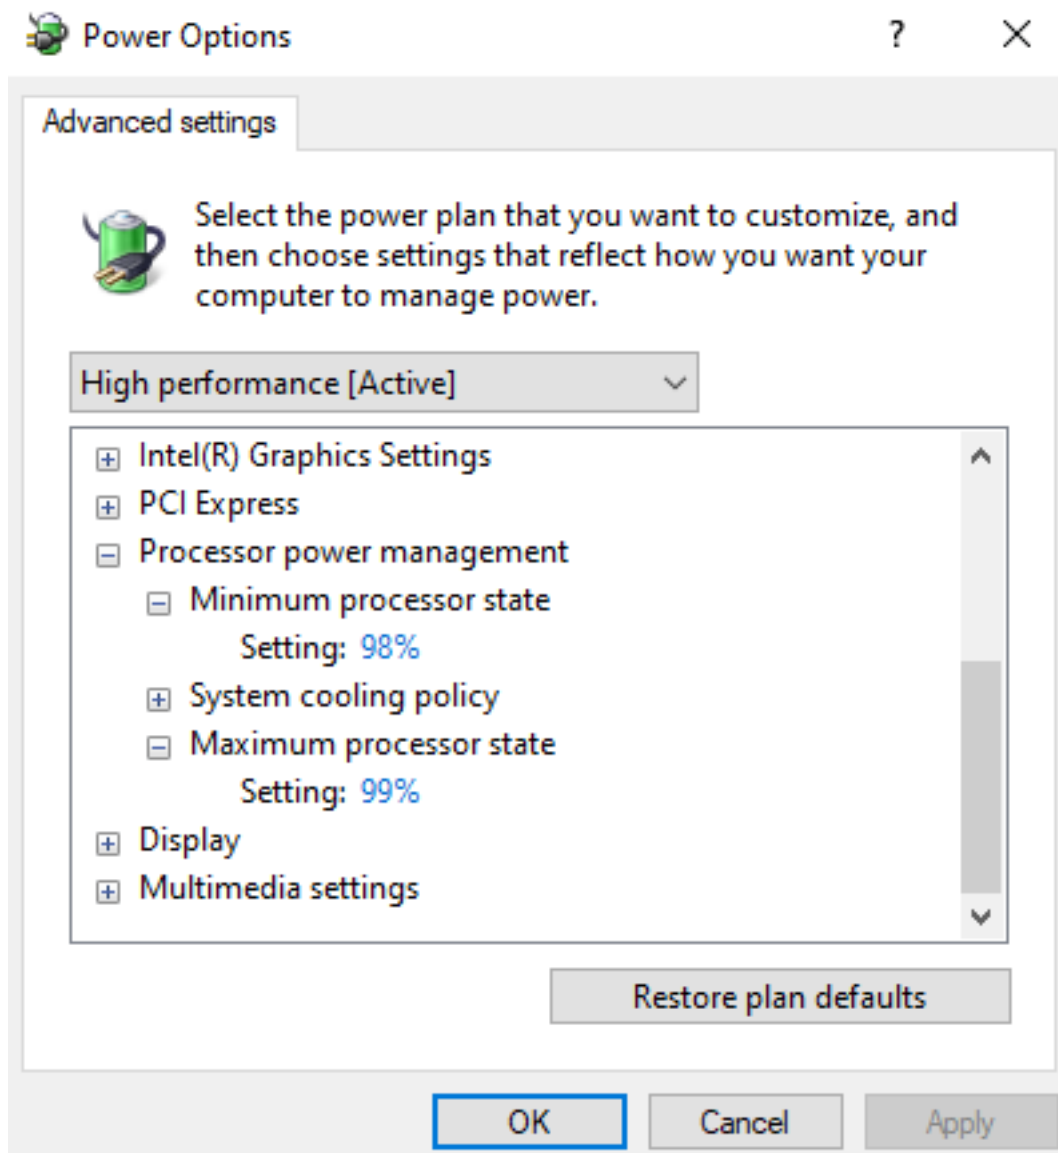 Power Options
?
Advanced settings
Select the power plan that you want to customize, and
then choose settings that reflect how you want your
computer to manage power.
High performance [Active]
Intel(R) Graphics Settings
PCI Express
Processor power management
Minimum processor state
Setting: 98%
System cooling policy
Maximum processor state
Setting: 99%
Display
Multimedia settings
Restore plan defaults
OK Cancel Apply